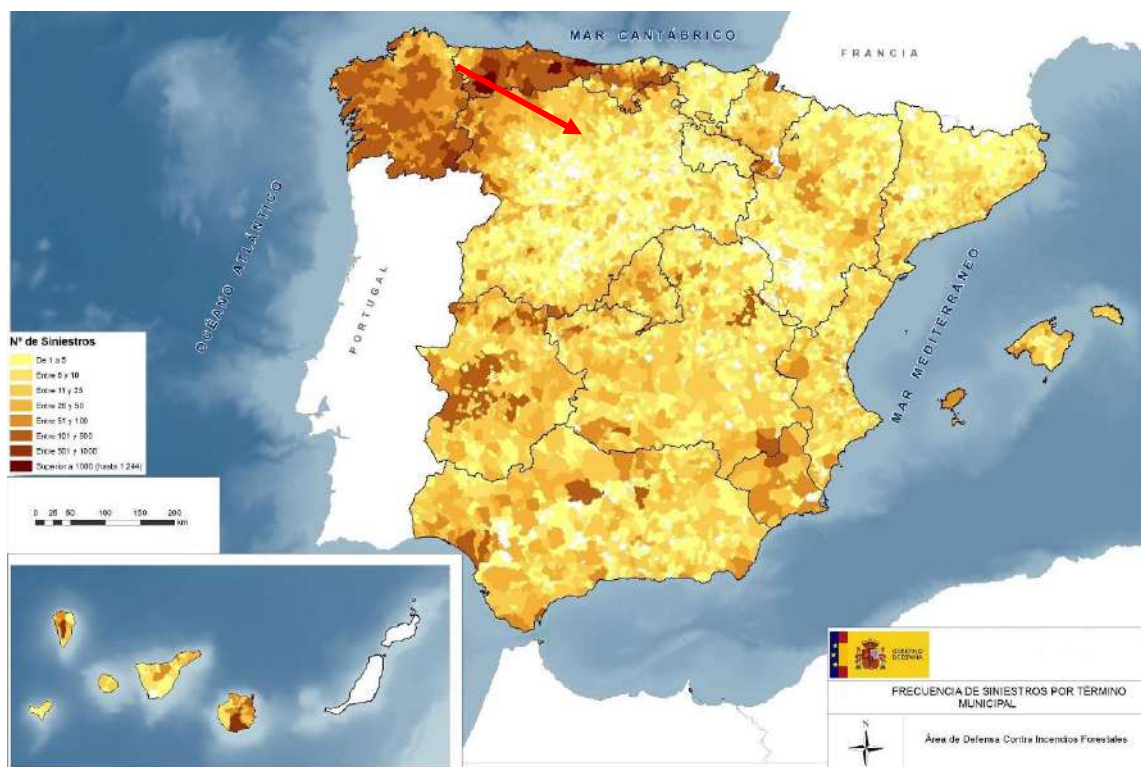 MAR CANTÁBRICO
FRANCIA
OCÉANO ATLÁNTICO
PORTUGAL
MAR MEDITERRÁNEO
Nº de Siniestros
De 1 a 5
Entre 6 y 10
Entre 11 y 25
Entre 26 y 50
Entre 51 y 100
Entre 101 y 500
Entre 501 y 1000
Superior a 1000 (hasta 1.244)
0 25 50 100 150 200
km
GOBIERNO
DE ESPAÑA
FRECUENCIA DE SINIESTROS POR TÉRMINO
MUNICIPAL
N
Área de Defensa Contra Incendios Forestales